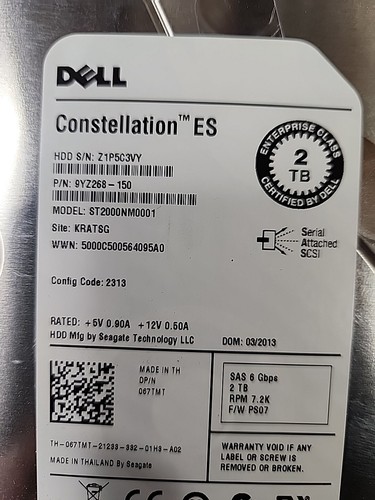 DELL
Constellation™ ES
HDD S/N: Z1P5C3VY
P/N: 9YZ268-150
MODEL: ST2000NM0001
Site: KRATSG
WWN: 5000C500564095A0
ENTERPRISE CLASS
2
TB
CERTIFIED BY DELL
Serial
Attached
SCSI
Config Code: 2313
RATED: +5V 0.90A +12V 0.50A
HDD Mfg by Seagate Technology LLC
DOM: 03/2013
MADE IN TH
DP/N
067TMT
SAS 6 Gbps
2 TB
RPM 7.2K
F/W PS07
TH-067TMT-21233-332-01H3-A02
MADE IN THAILAND By Seagate
WARRANTY VOID IF ANY
LABEL OR SCREW IS
REMOVED OR BROKEN.